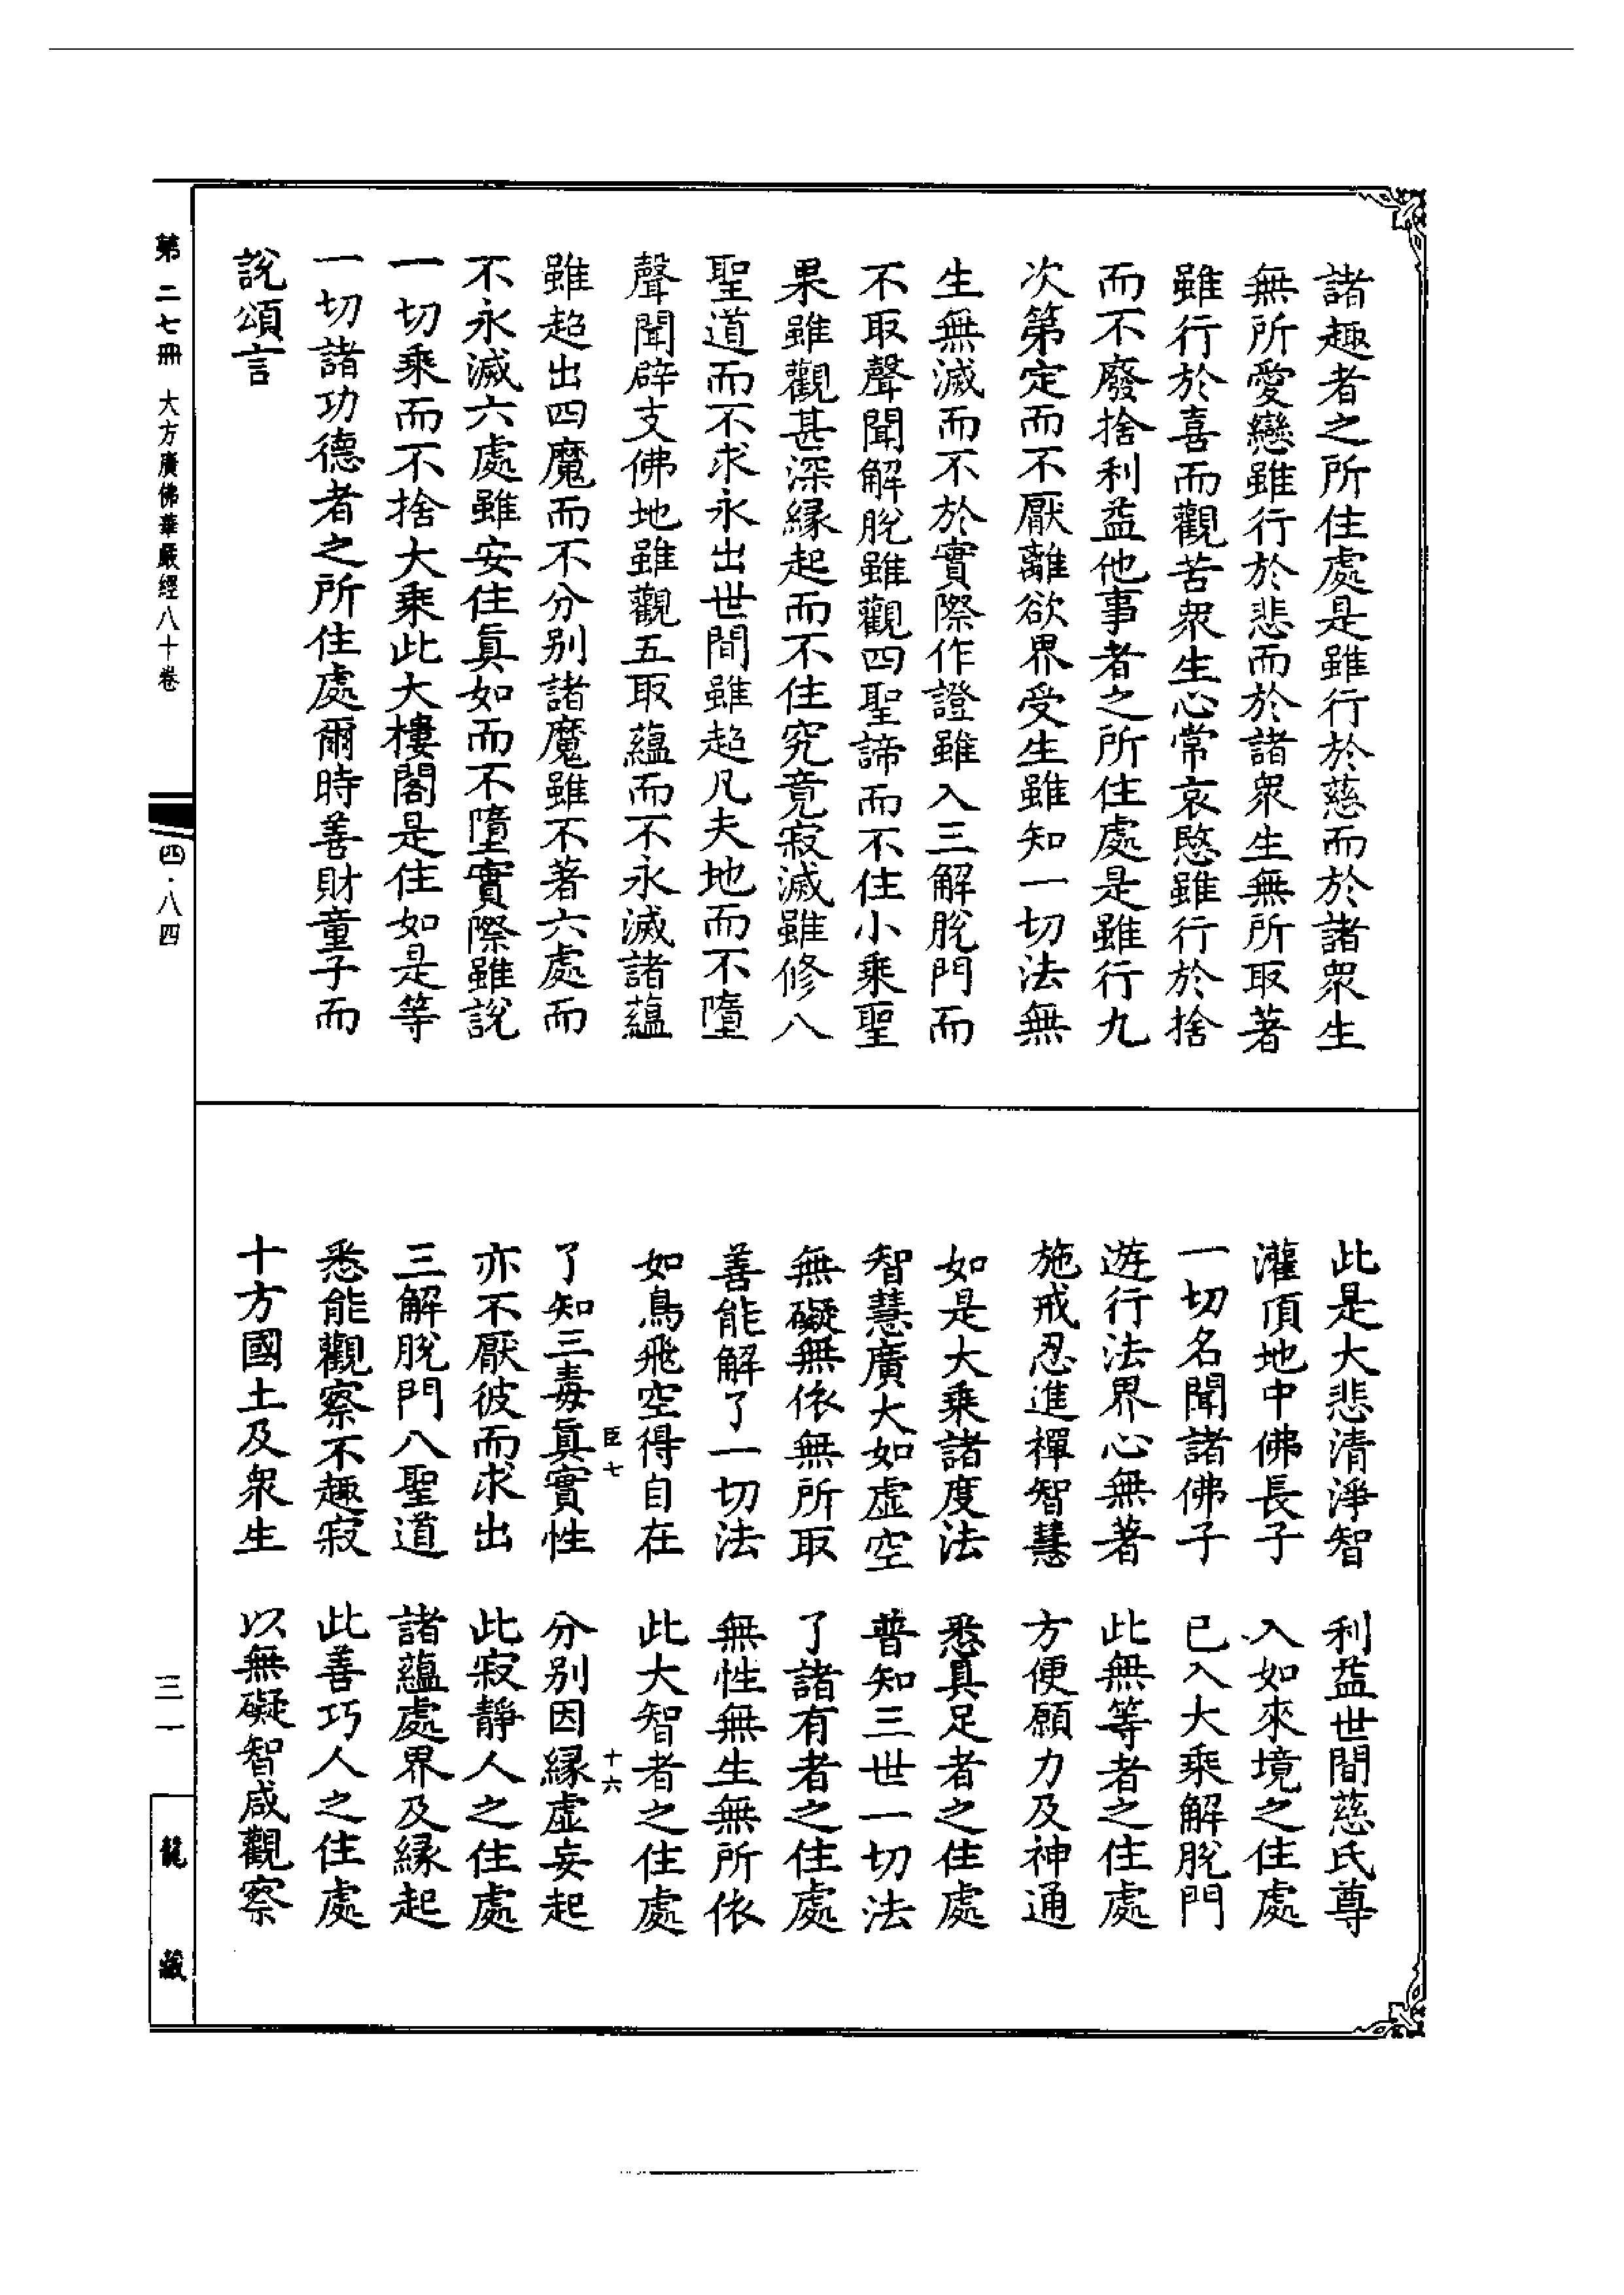 諸趣者之所住處是雖行於慈而於諸衆生
無所愛戀雖行於悲而於諸衆生無所取著
雖行於喜而觀苦衆生心常哀愍雖行於捨
而不廢捨利益他事者之所住處是雖行九
次第定而不厭離欲界受生雖知一切法無
生無滅而不於實際作證雖入三解脫門而
不取聲聞解脫雖觀四聖諦而不住小乘聖
果雖觀甚深緣起而不住究竟寂滅雖修八
聖道而不求永出世間雖超凡夫地而不墮
聲聞辟支佛地雖觀五取蘊而不永滅諸蘊
雖超出四魔而不分别諸魔雖不著六處而
不永滅六處雖安住眞如而不墮實際雖說
一切乘而不捨大乘此大樓閣是住如是等
一切諸功德者之所住處爾時善財童子而
說頌言
此是大悲清淨智　利益世間慈氏尊
灌頂地中佛長子　入如來境之住處
一切名聞諸佛子　已入大乘解脫門
遊行法界心無著　此無等者之住處
施戒忍進禪智慧　方便願力及神通
如是大乘諸度法　悉具足者之住處
智慧廣大如虛空　普知三世一切法
無礙無依無所取　了諸有者之住處
善能解了一切法　無性無生無所依
如鳥飛空得自在　此大智者之住處
臣七　十六
了知三毒眞實性　分别因緣虛妄起
亦不厭彼而求出　此寂靜人之住處
三解脫門八聖道　諸蘊處界及緣起
悉能觀察不趣寂　此善巧人之住處
十方國土及衆生　以無礙智咸觀察
第二七冊　大方廣佛華嚴經八十卷
(四)·八四
三一
龍藏